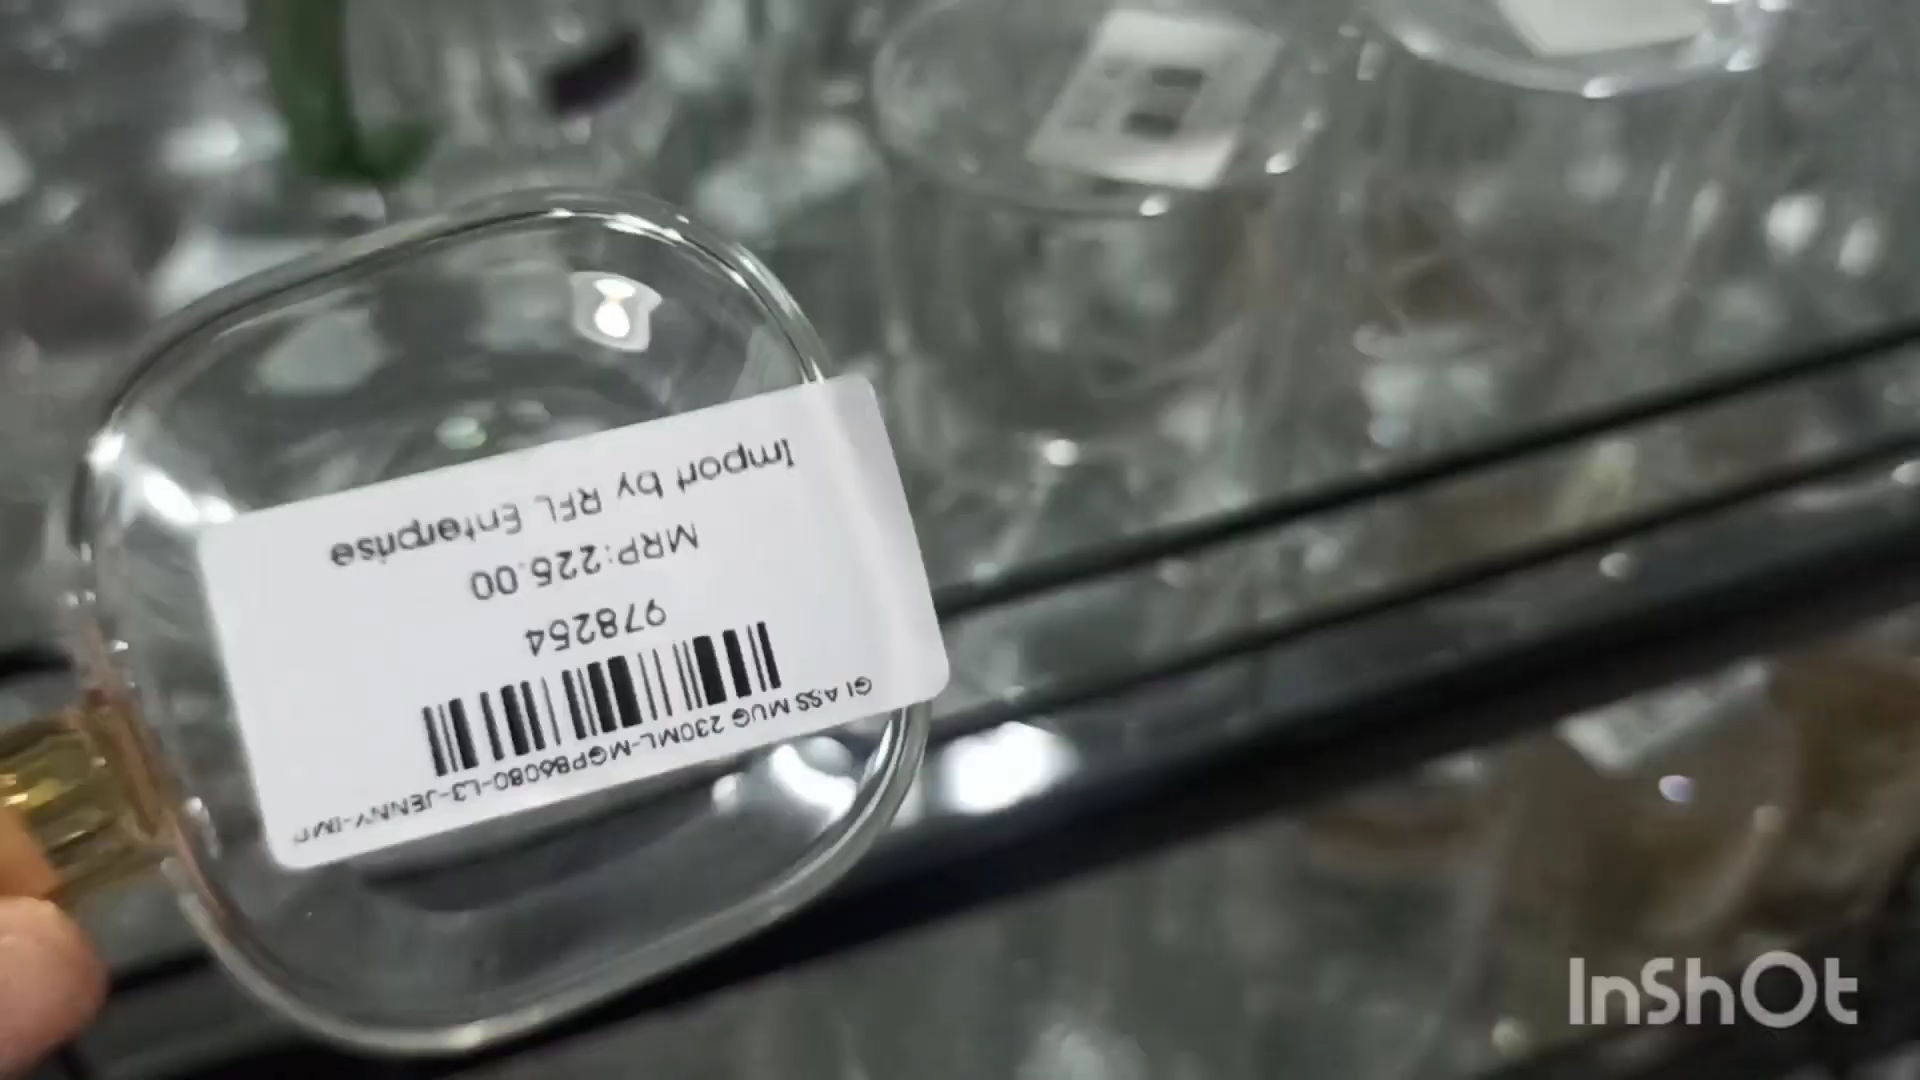 GLASS MUG 230ML-MGPB6080-L3-JENNY-IMP
978254
MRP:225.00
Import by RFL Enterprise
InShOt